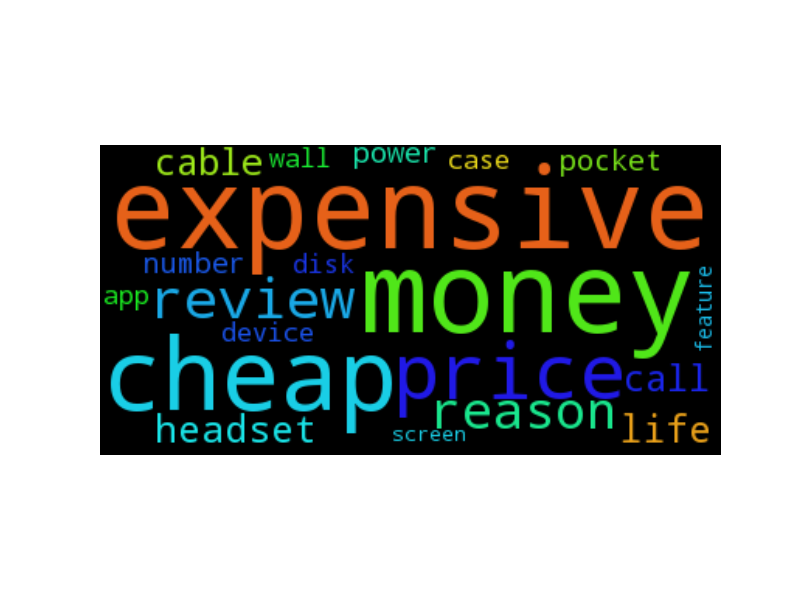 cable wall power case pocket
expensive
number disk money
app review feature
device
cheap price call
reason
headset screen life